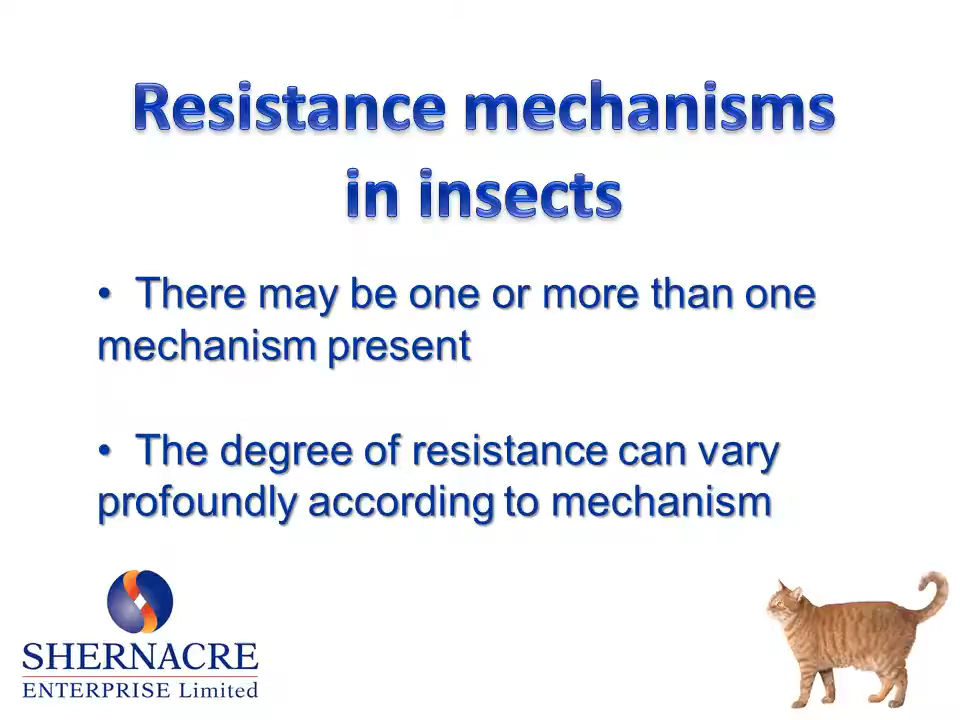 Resistance mechanisms
in insects
• There may be one or more than one
mechanism present
• The degree of resistance can vary
profoundly according to mechanism
SHERNACRE
ENTERPRISE Limited